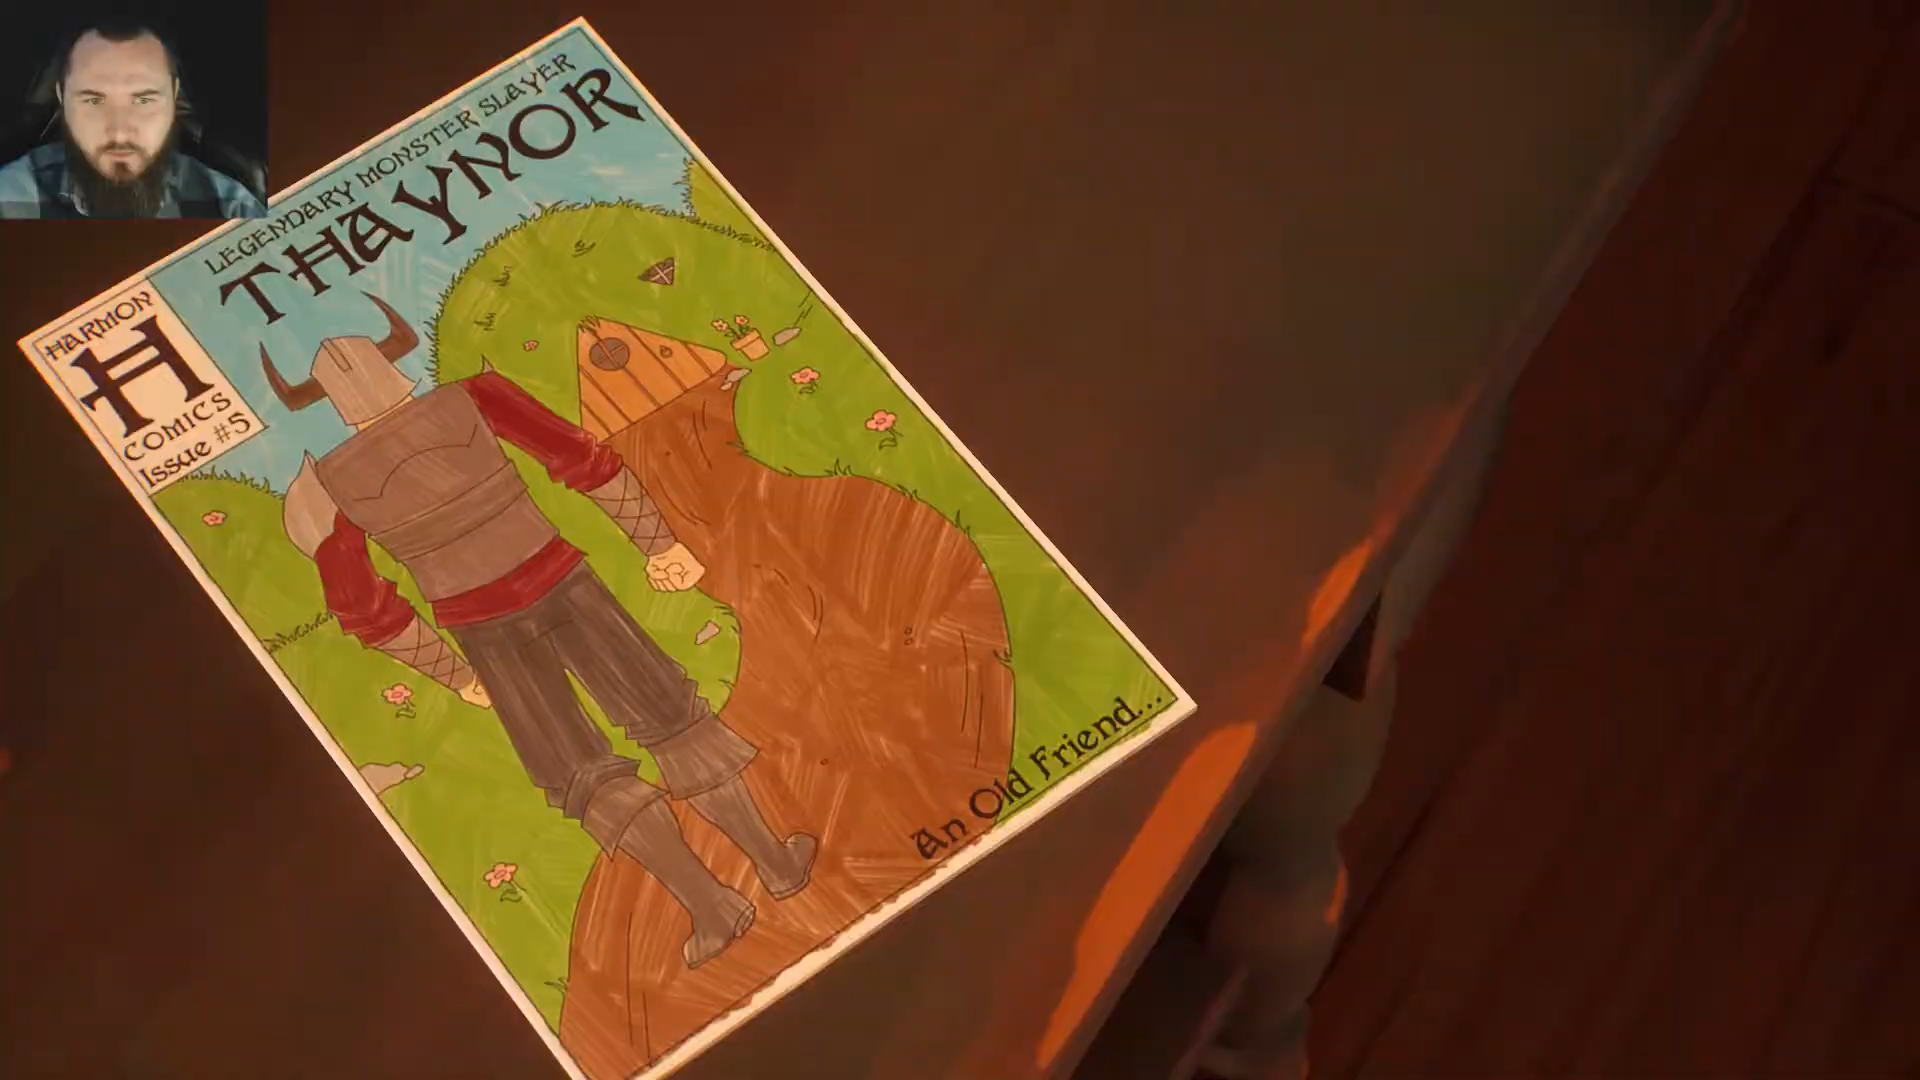 LEGENDARY MONSTER SLAYER
THAYNOR
HARMON
H
COMICS
Issue #5
An Old Friend...